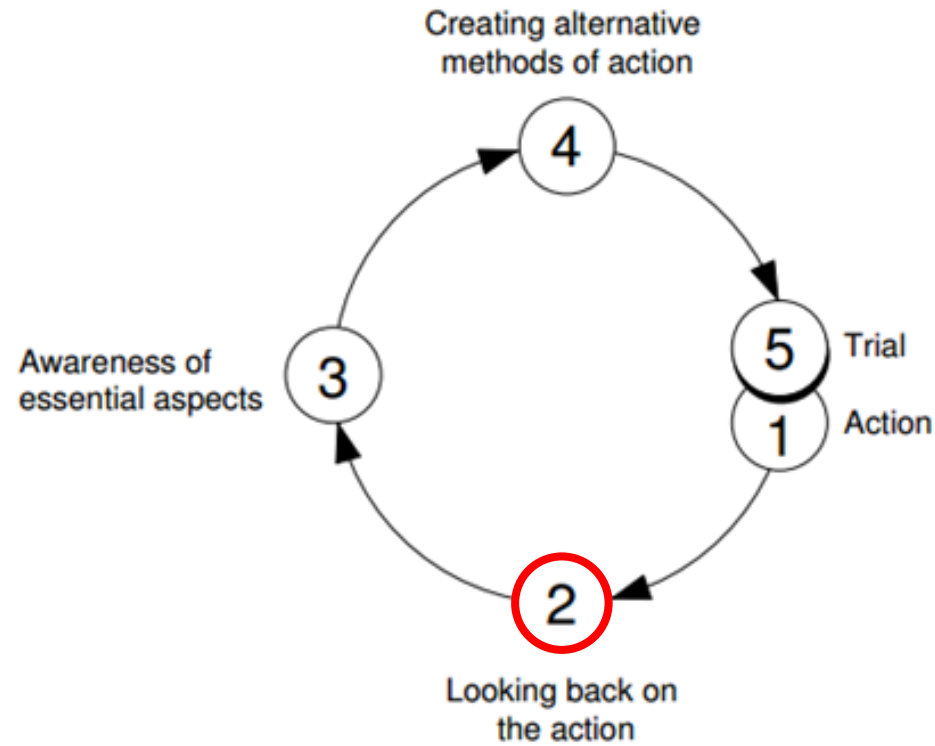 Creating alternative
methods of action
4
5
Trial
Awareness of
essential aspects
3
1
Action
2
Looking back on
the action